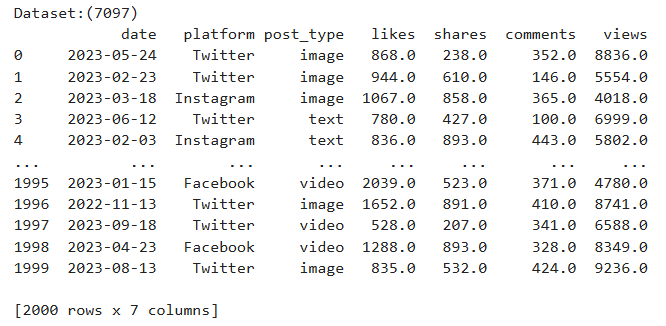 Dataset:(7097)
date platform post_type likes shares comments views
0 2023-05-24 Twitter image 868.0 238.0 352.0 8836.0
1 2023-02-23 Twitter image 944.0 610.0 146.0 5554.0
2 2023-03-18 Instagram image 1067.0 858.0 365.0 4018.0
3 2023-06-12 Twitter text 780.0 427.0 100.0 6999.0
4 2023-02-03 Instagram text 836.0 893.0 443.0 5802.0
... ... ... ... ... ... ... ...
1995 2023-01-15 Facebook video 2039.0 523.0 371.0 4780.0
1996 2022-11-13 Twitter image 1652.0 891.0 410.0 8741.0
1997 2023-09-18 Twitter video 528.0 207.0 341.0 6588.0
1998 2023-04-23 Facebook video 1288.0 893.0 328.0 8349.0
1999 2023-08-13 Twitter image 835.0 532.0 424.0 9236.0
[2000 rows x 7 columns]